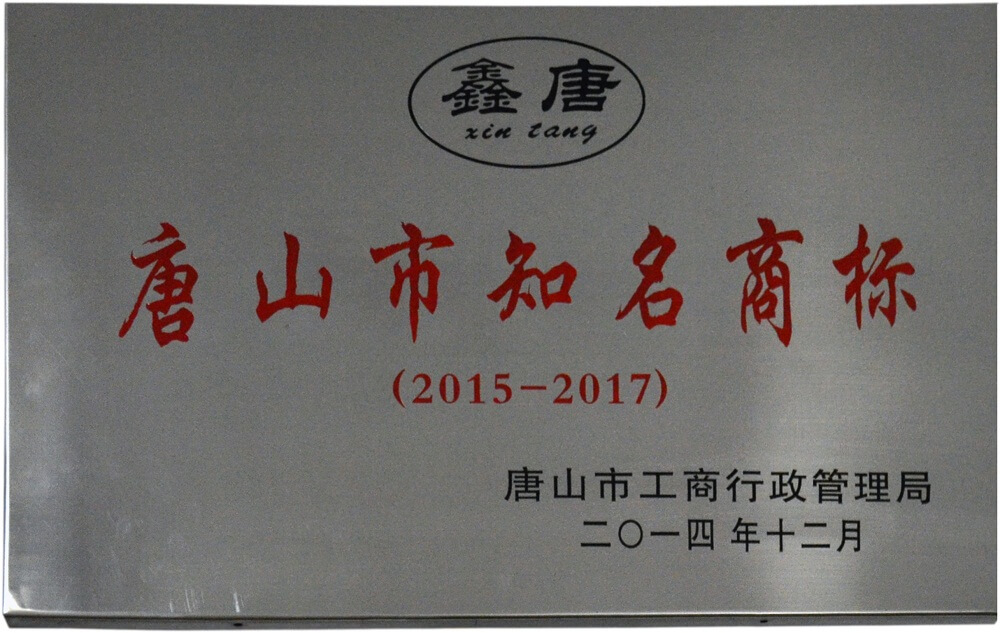 鑫唐
xin tang
唐山市知名商标
(2015-2017)
唐山市工商行政管理局
二〇一四 年十二月